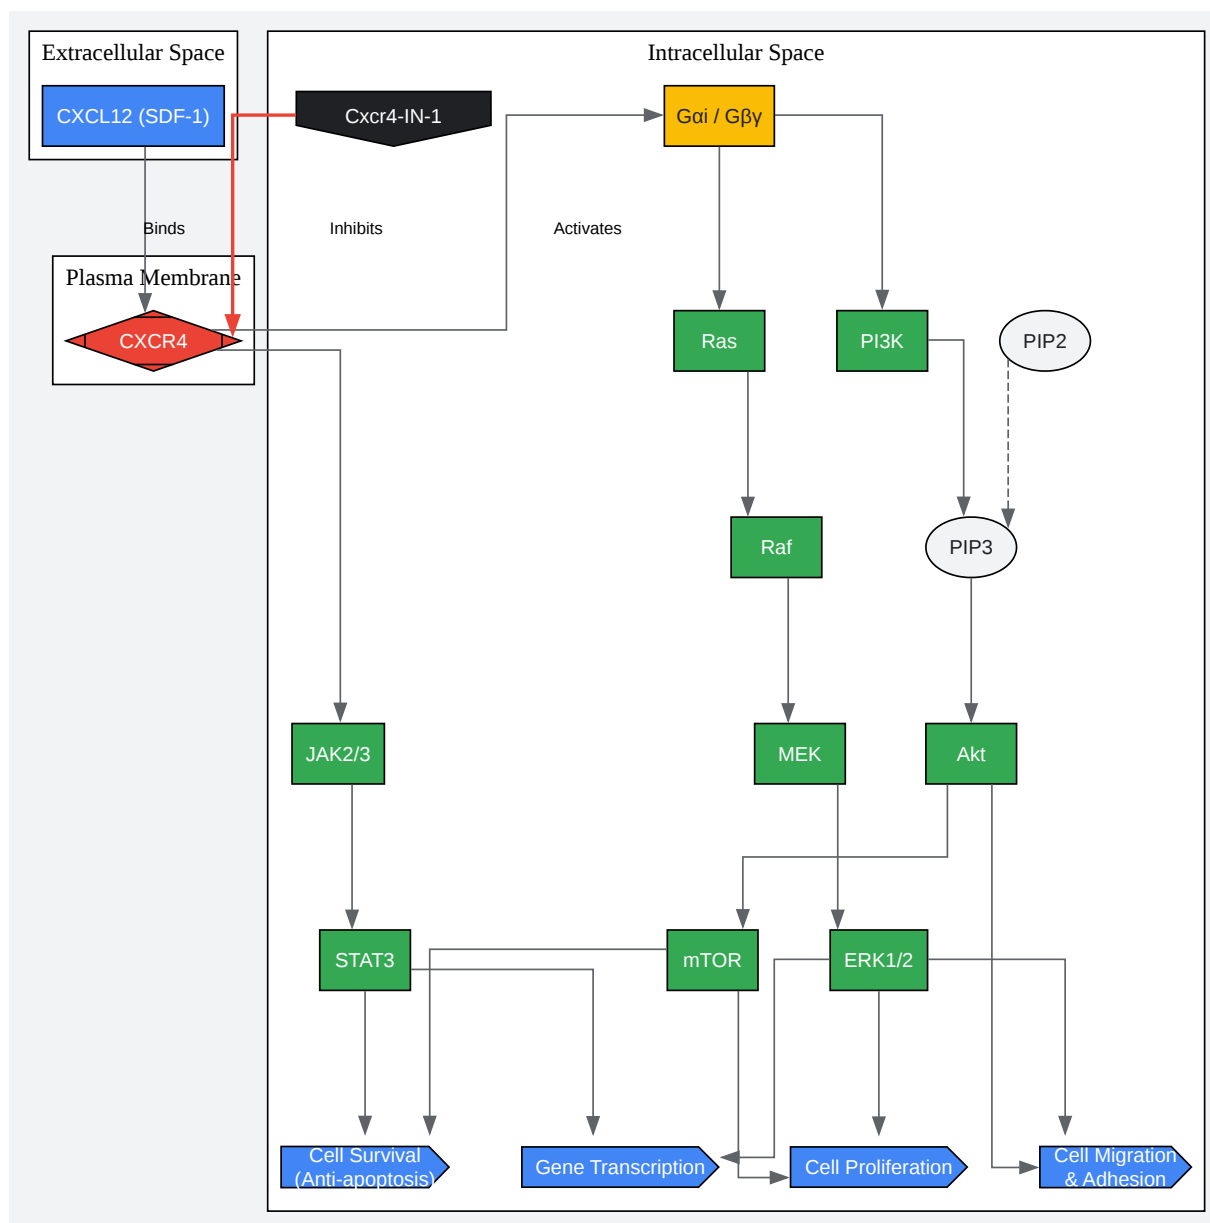 Extracellular Space
Intracellular Space
CXCL12 (SDF-1)
Cxcr4-IN-1
Gαi / Gβγ
Binds
Inhibits
Activates
Plasma Membrane
CXCR4
Ras
PI3K
PIP2
Raf
PIP3
JAK2/3
MEK
Akt
STAT3
mTOR
ERK1/2
Cell Survival
(Anti-apoptosis)
Gene Transcription
Cell Proliferation
Cell Migration
& Adhesion